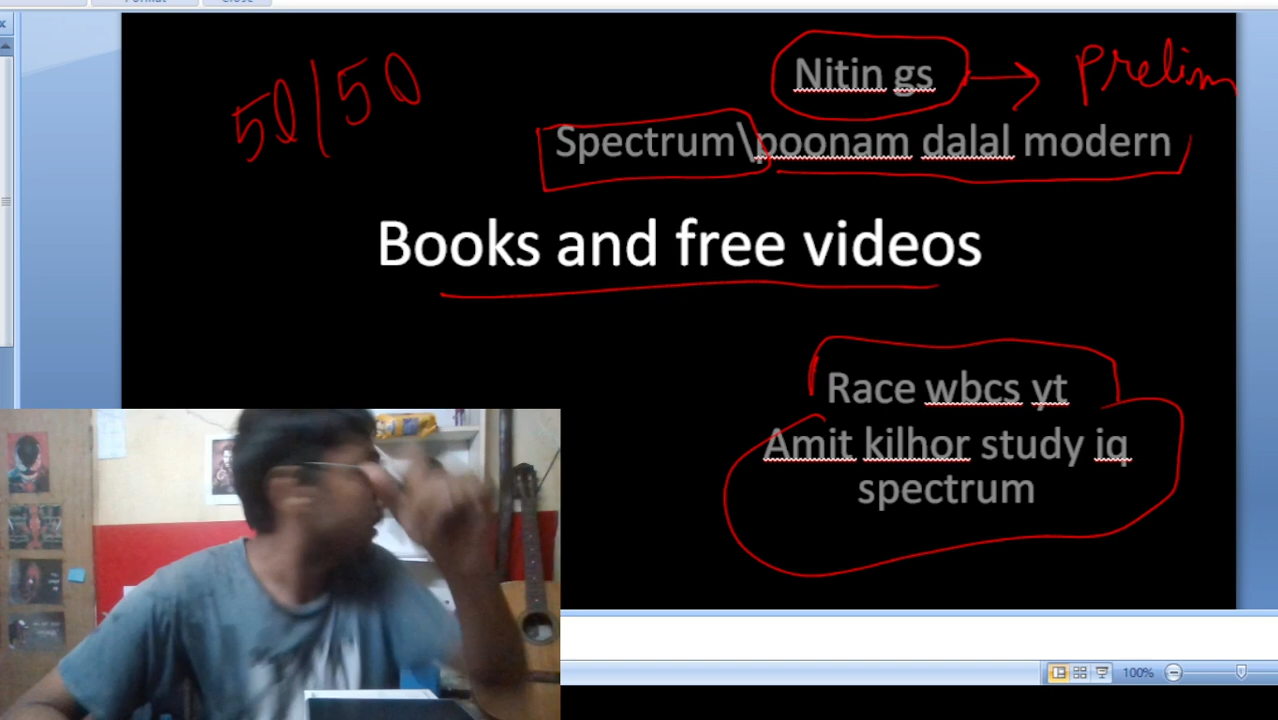 Nitin gs
prelim
50/50
Spectrum\poonam dalal modern
Books and free videos
Race wbcs yt
Amit kilhor study iq
spectrum
100%